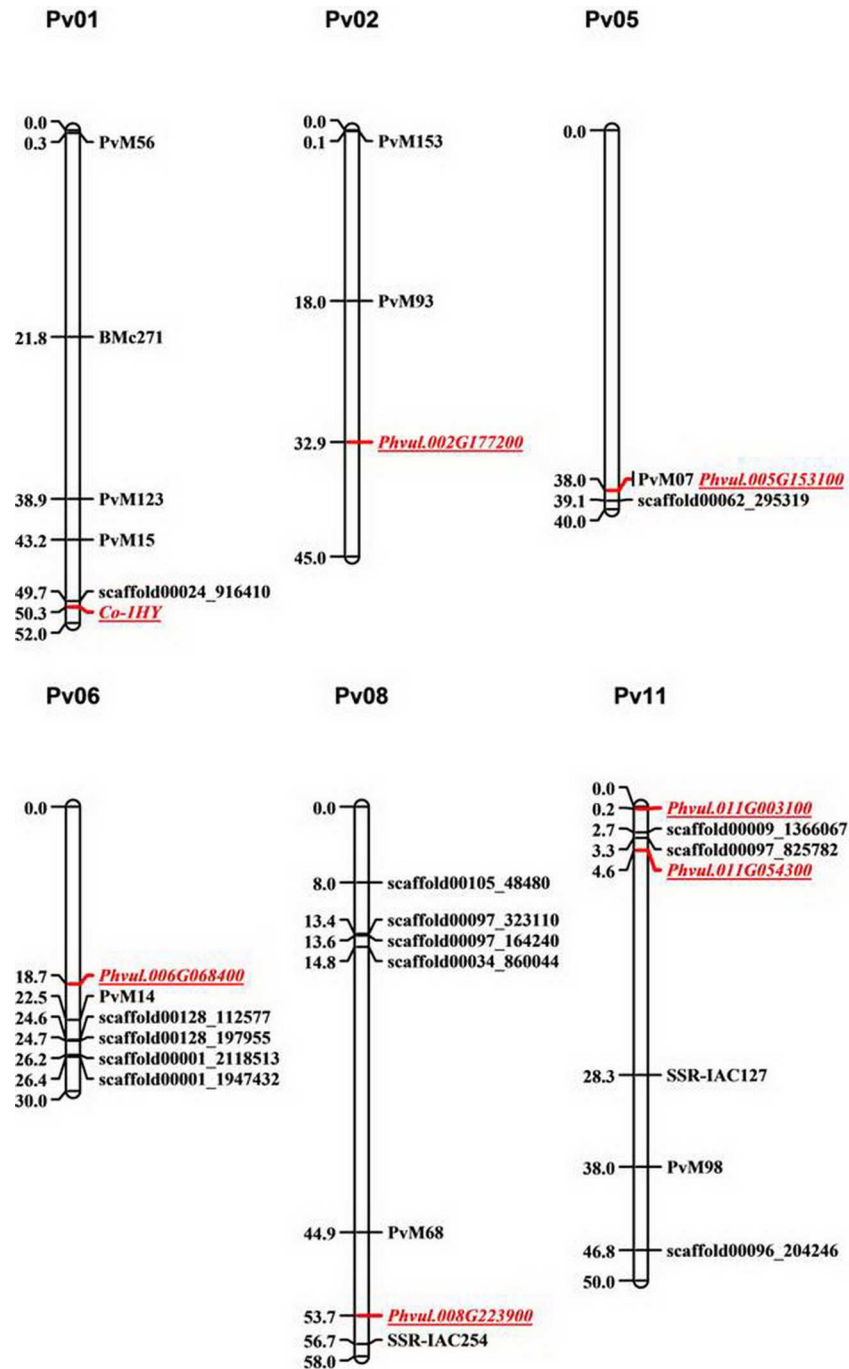 Pv01
0.0
0.3 PvM56
21.8 BMc271
38.9 PvM123
43.2 PvM15
49.7 scaffold00024_916410
50.3 Co-1HY
52.0
Pv02
0.0
0.1 PvM153
18.0 PvM93
32.9 Phvul.002G177200
45.0
Pv05
0.0
38.0 PvM07 Phvul.005G153100
39.1 scaffold00062_295319
40.0
Pv06
0.0
18.7 Phvul.006G068400
22.5 PvM14
24.6 scaffold00128_112577
24.7 scaffold00128_197955
26.2 scaffold00001_2118513
26.4 scaffold00001_1947432
30.0
Pv08
0.0
8.0 scaffold00105_48480
13.4 scaffold00097_323110
13.6 scaffold00097_164240
14.8 scaffold00034_860044
44.9 PvM68
53.7 Phvul.008G223900
56.7 SSR-IAC254
58.0
Pv11
0.0
0.2 Phvul.011G003100
2.7 scaffold00009_1366067
3.3 scaffold00097_825782
4.6 Phvul.011G054300
28.3 SSR-IAC127
38.0 PvM98
46.8 scaffold00096_204246
50.0